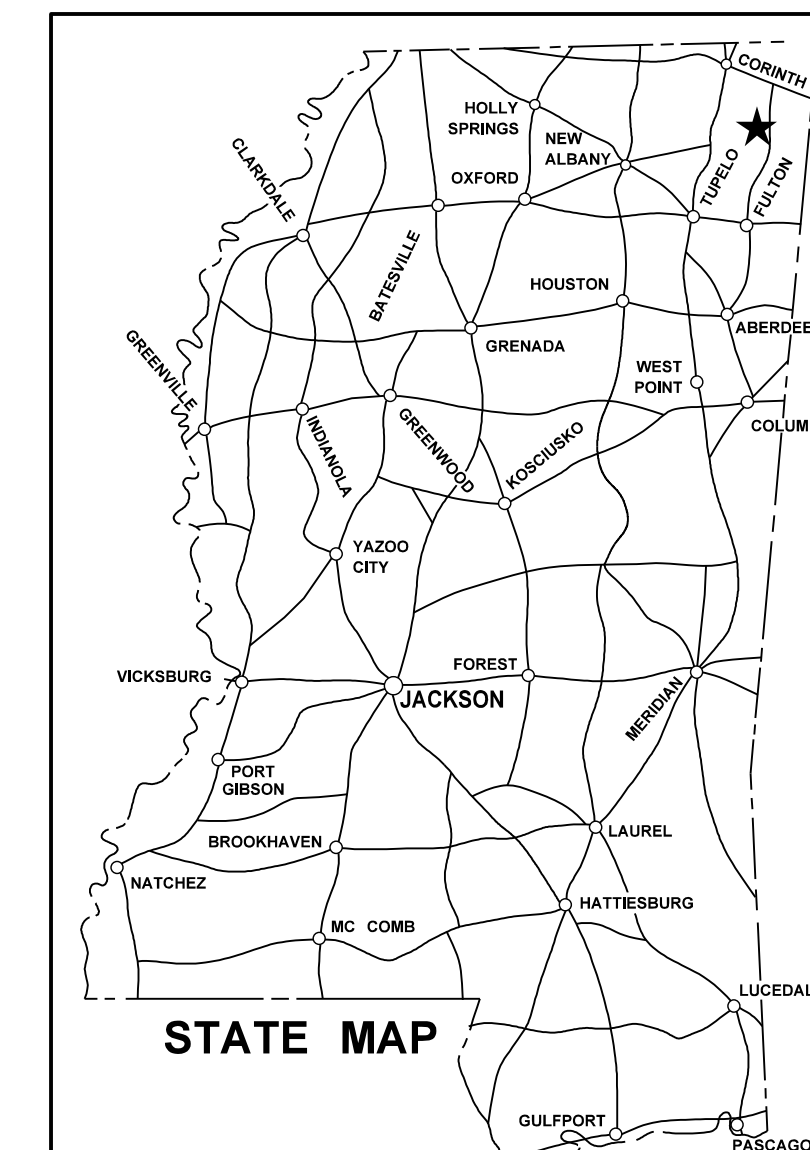 CORINTH
HOLLY
SPRINGS
NEW
ALBANY
CLARKDALE
TUPELO
FULTON
OXFORD
BATESVILLE
HOUSTON
ABERDEE
GREENVILLE
GRENADA
WEST
POINT
COLUM
INDIANOLA
GREENWOOD
KOSCIUSKO
YAZOO
CITY
VICKSBURG
FOREST
JACKSON
MERIDIAN
PORT
GIBSON
BROOKHAVEN
LAUREL
NATCHEZ
HATTIESBURG
MC COMB
LUCEDAL
STATE MAP
GULFPORT
PASCAGO